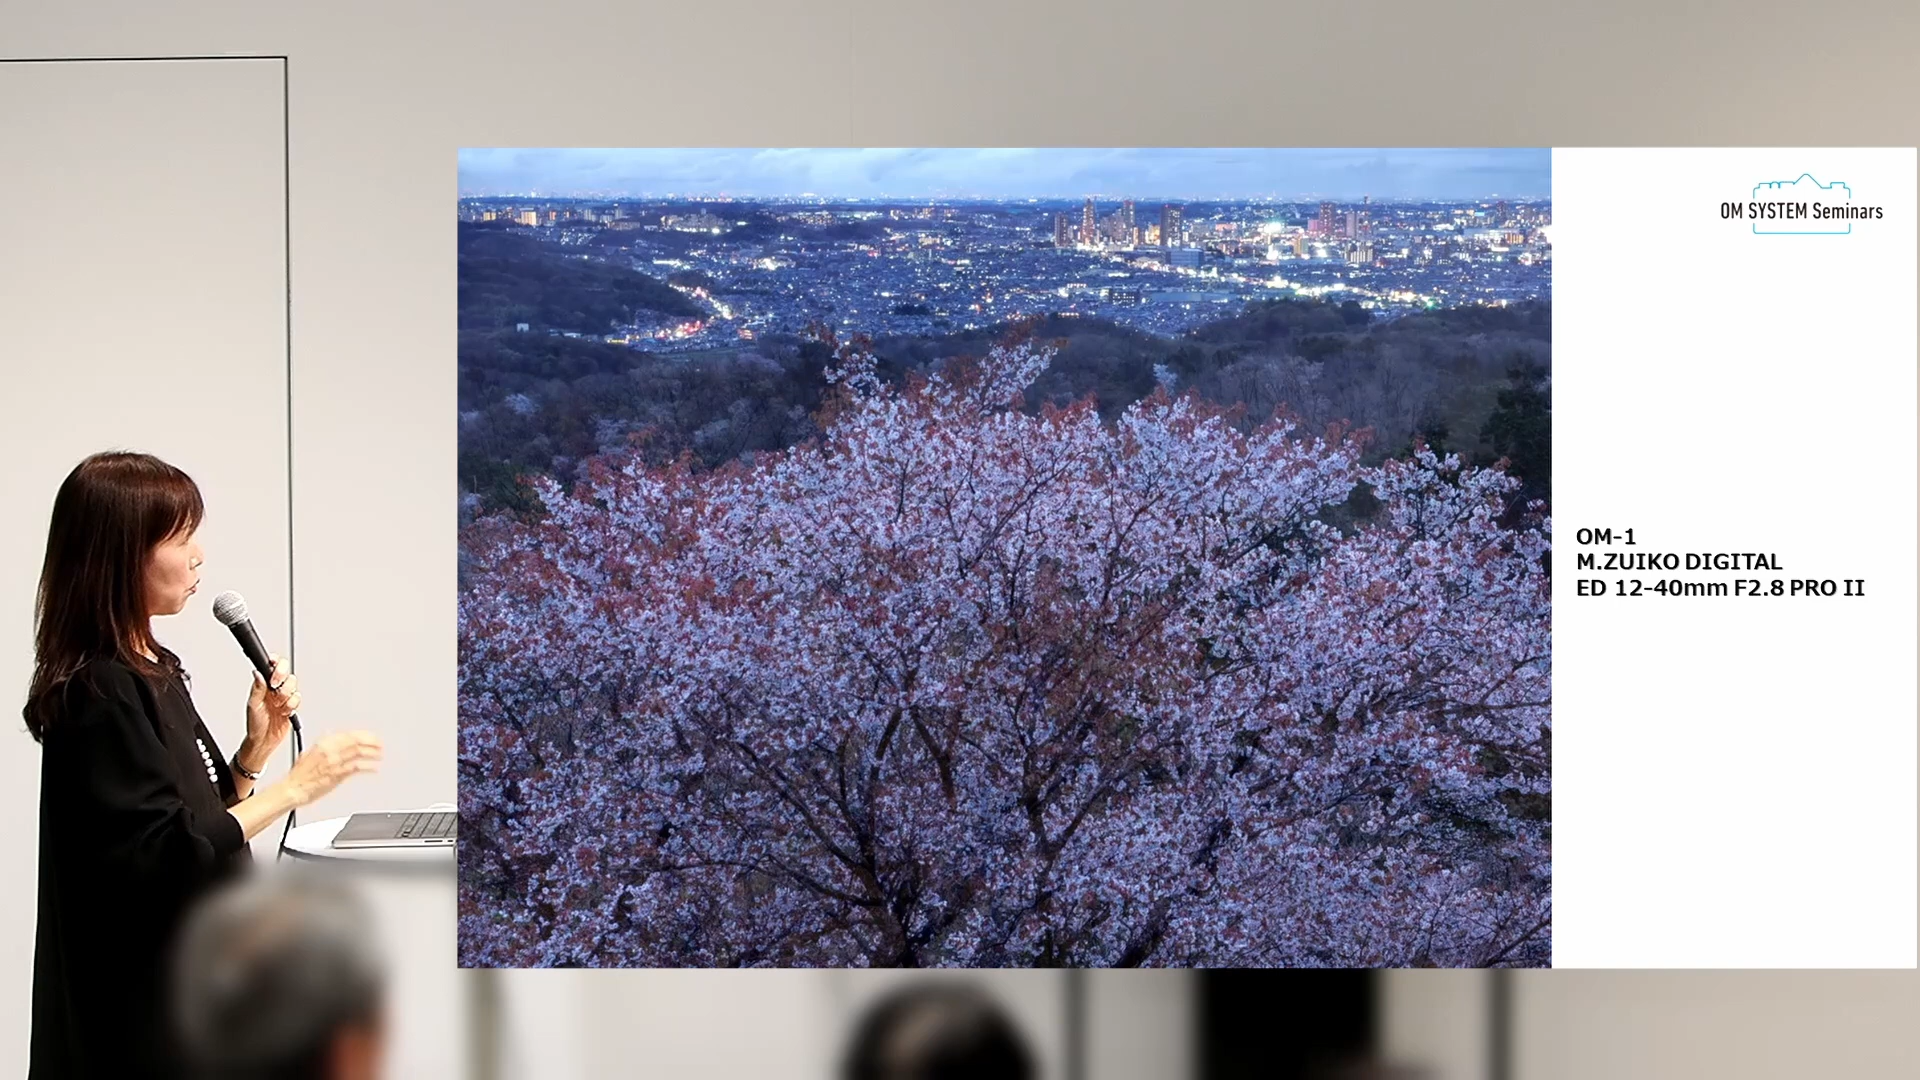 OM SYSTEM Seminars
OM-1
M.ZUIKO DIGITAL
ED 12-40mm F2.8 PRO II